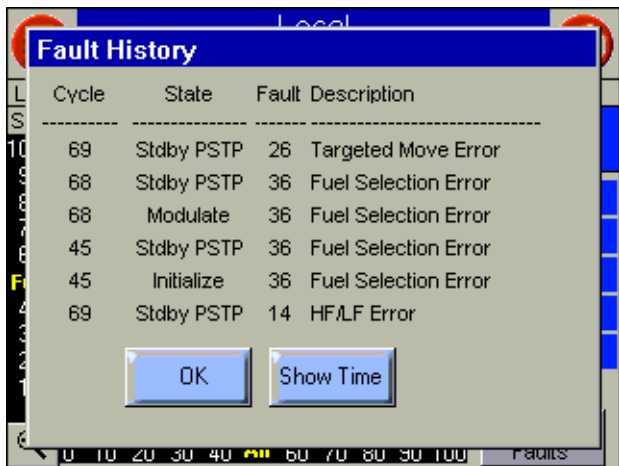 Local
Fault History
Cycle State Fault Description
---------- --------------- ------- -------------------------------
69 Stdby PSTP 26 Targeted Move Error
68 Stdby PSTP 36 Fuel Selection Error
68 Modulate 36 Fuel Selection Error
45 Stdby PSTP 36 Fuel Selection Error
45 Initialize 36 Fuel Selection Error
69 Stdby PSTP 14 HF/LF Error
OK Show Time
0 10 20 30 40 60 70 80 90 100 Faults